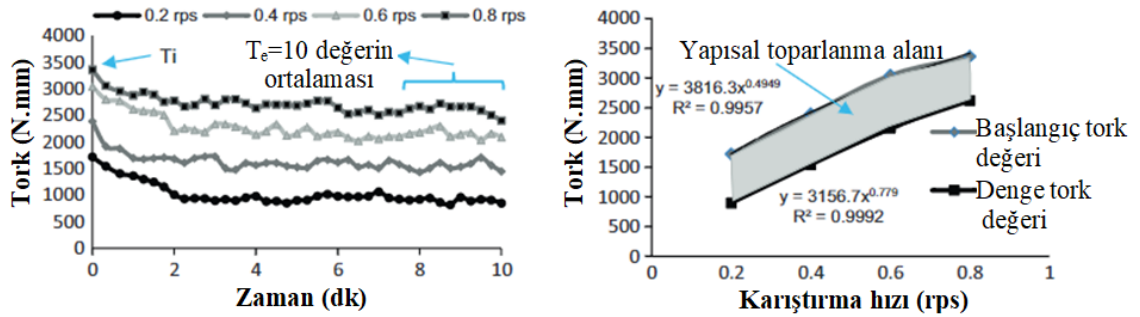 0.2 rps 0.4 rps 0.6 rps 0.8 rps
4000
3500
3000
2500
2000
1500
1000
500
0
Tork (N.mm)
Ti
Tₑ=10 değerin
ortalaması
0 2 4 6 8 10
Zaman (dk)
4000
3500
3000
2500
2000
1500
1000
500
0
Tork (N.mm)
Yapısal toparlanma alanı
y = 3816.3x^0.4949
R² = 0.9957
y = 3156.7x^0.779
R² = 0.9992
Başlangıç tork
değeri
Denge tork
değeri
0 0.2 0.4 0.6 0.8 1
Karıştırma hızı (rps)